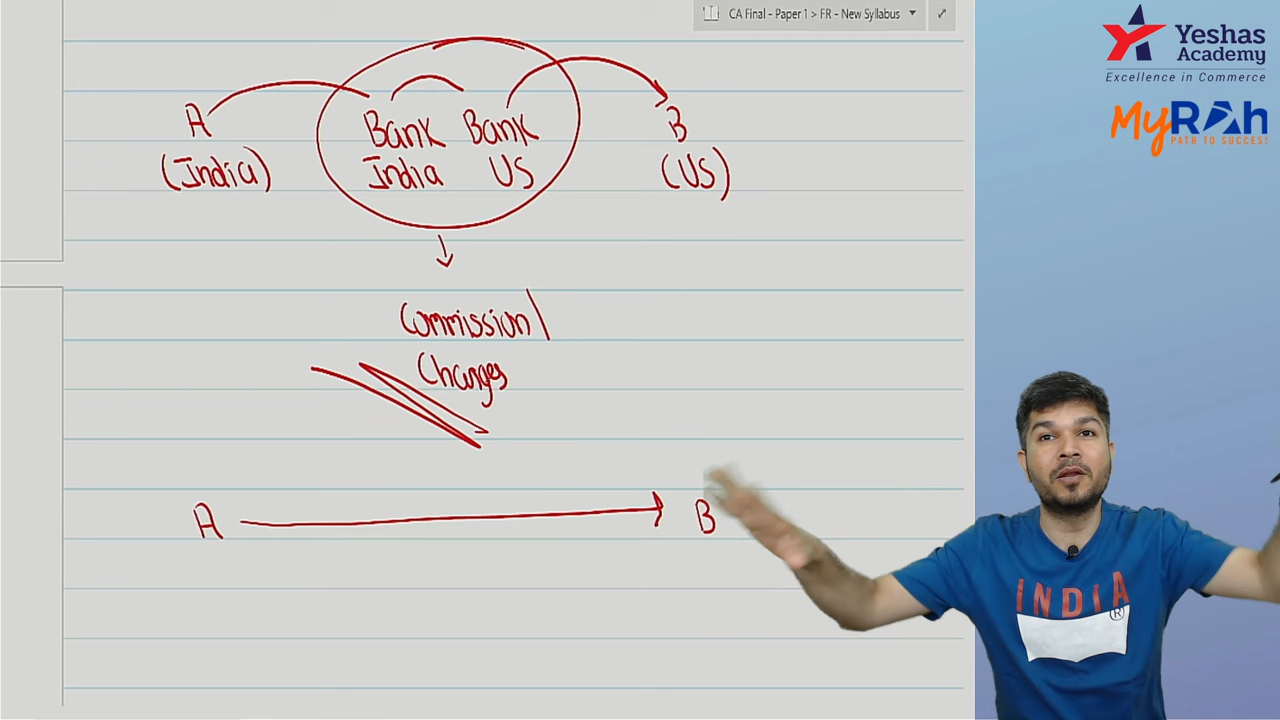 CA Final - Paper 1 > FR - New Syllabus
Yeshas
Academy
Excellence in Commerce
MyRAh
PATH TO SUCCESS!
A
(India)
Bank
India
Bank
US
B
(US)
Commission/
Charges
A
B
INDIA
®